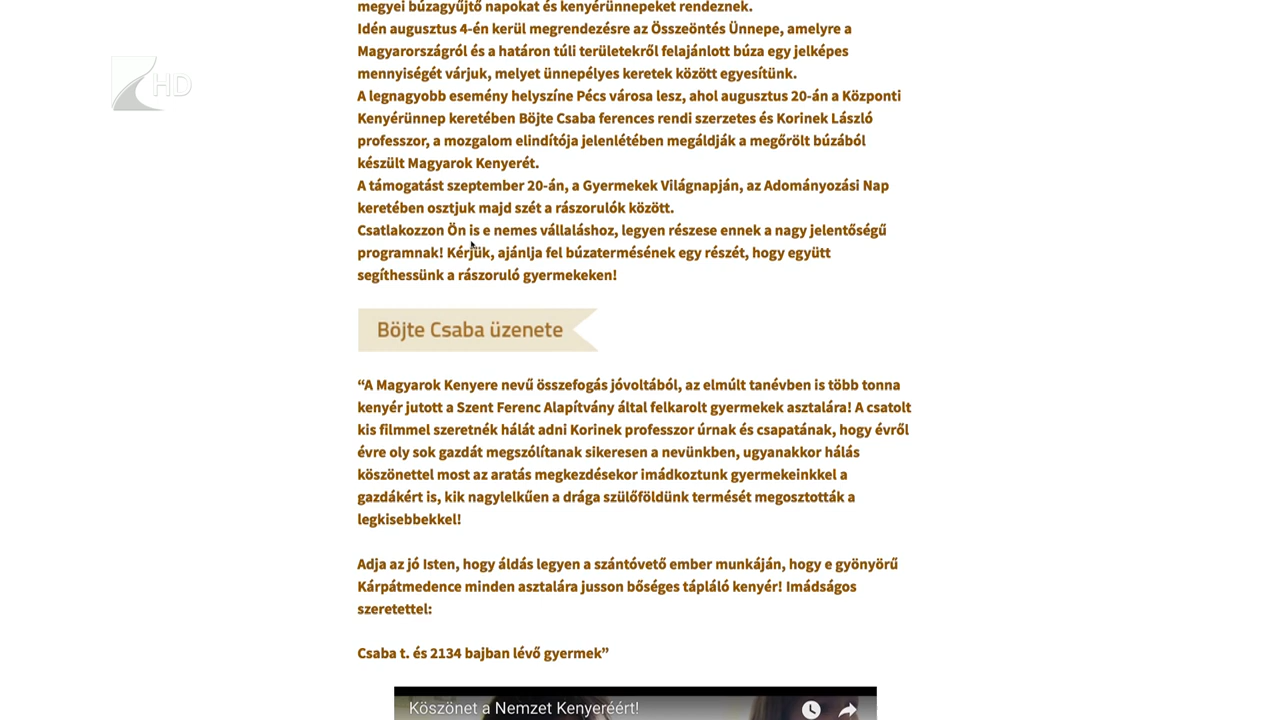 megyei búzagyűjtő napokat és kenyérünnepeket rendeznek.
Idén augusztus 4-én kerül megrendezésre az Összeöntés Ünnepe, amelyre a
Magyarországról és a határon túli területekről felajánlott búza egy jelképes
mennyiségét várjuk, melyet ünnepélyes keretek között egyesítünk.
A legnagyobb esemény helyszíne Pécs városa lesz, ahol augusztus 20-án a Központi
Kenyérünnep keretében Böjte Csaba ferences rendi szerzetes és Korinek László
professzor, a mozgalom elindítója jelenlétében megáldják a megőrölt búzából
készült Magyarok Kenyerét.
A támogatást szeptember 20-án, a Gyermekek Világnapján, az Adományozási Nap
keretében osztjuk majd szét a rászorulók között.
Csatlakozzon Ön is e nemes vállaláshoz, legyen részese ennek a nagy jelentőségű
programnak! Kérjük, ajánlja fel búzatermésének egy részét, hogy együtt
segíthessünk a rászoruló gyermekeken!
HD
Böjte Csaba üzenete
“A Magyarok Kenyere nevű összefogás jóvoltából, az elmúlt tanévben is több tonna
kenyér jutott a Szent Ferenc Alapítvány által felkarolt gyermekek asztalára! A csatolt
kis filmmel szeretnék hálát adni Korinek professzor úrnak és csapatának, hogy évről
évre oly sok gazdát megszólítanak sikeresen a nevünkben, ugyanakkor hálás
köszönettel most az aratás megkezdésekor imádkoztunk gyermekeinkkel a
gazdákért is, kik nagylelkűen a drága szülőföldünk termését megosztották a
legkisebbekkel!
Adja az jó Isten, hogy áldás legyen a szántóvető ember munkáján, hogy e gyönyörű
Kárpátmedence minden asztalára jusson bőséges tápláló kenyér! Imádságos
szeretettel:
Csaba t. és 2134 bajban lévő gyermek”
Köszönet a Nemzet Kenyeréért!